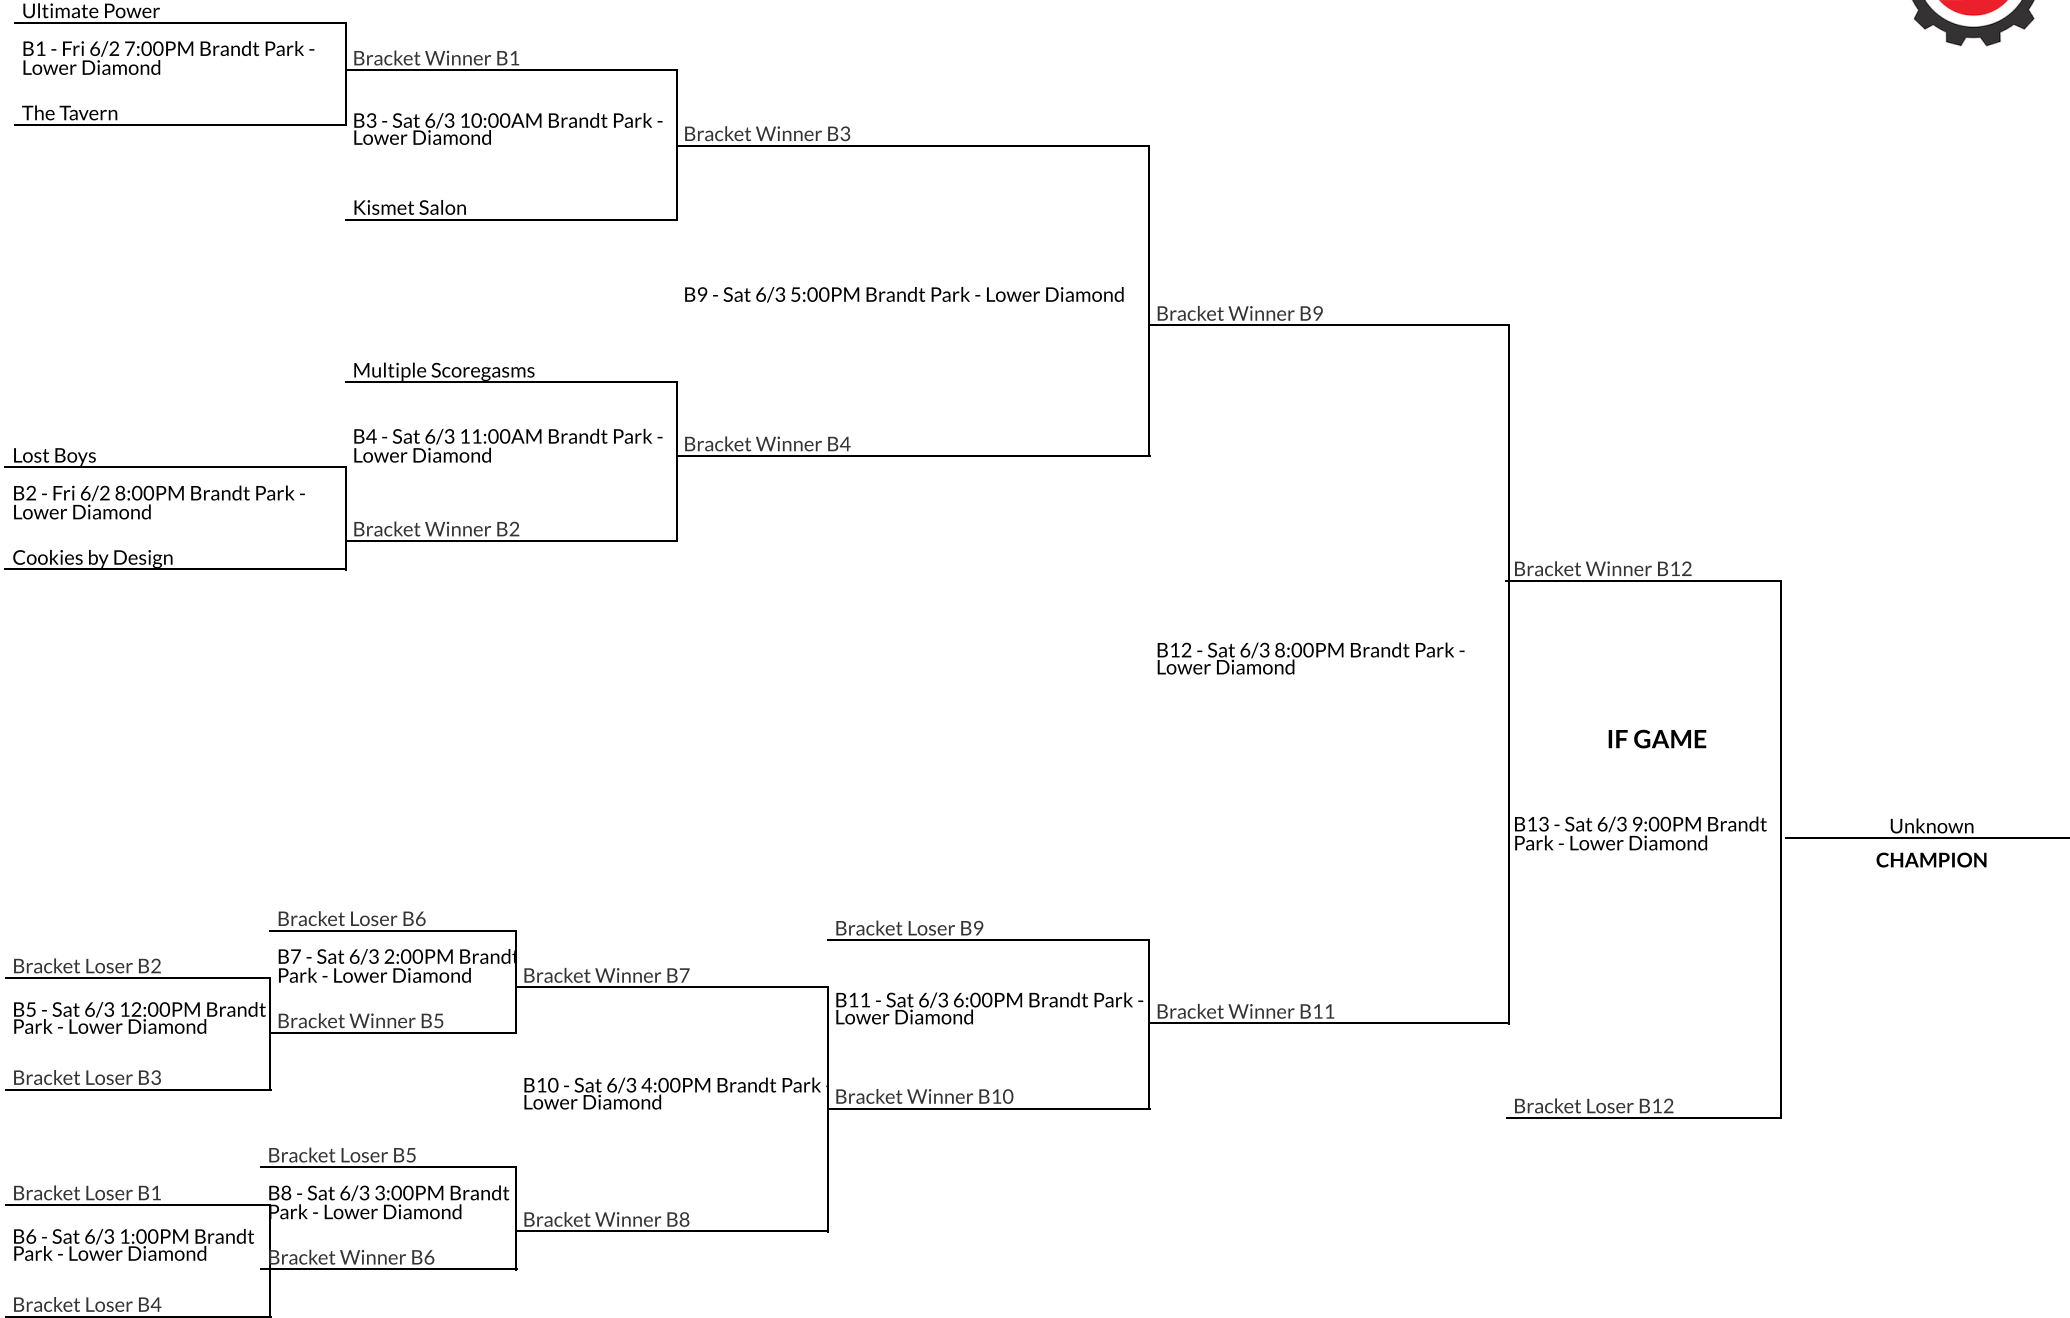 Ultimate Power
B1 - Fri 6/2 7:00PM Brandt Park -
Lower Diamond
The Tavern
Bracket Winner B1
B3 - Sat 6/3 10:00AM Brandt Park -
Lower Diamond
Kismet Salon
Bracket Winner B3
B9 - Sat 6/3 5:00PM Brandt Park - Lower Diamond
Bracket Winner B9
Multiple Scoregasms
B4 - Sat 6/3 11:00AM Brandt Park -
Lower Diamond
Bracket Winner B4
Lost Boys
B2 - Fri 6/2 8:00PM Brandt Park -
Lower Diamond
Cookies by Design
Bracket Winner B2
Bracket Winner B12
B12 - Sat 6/3 8:00PM Brandt Park -
Lower Diamond
IF GAME
B13 - Sat 6/3 9:00PM Brandt
Park - Lower Diamond
Unknown
CHAMPION
Bracket Loser B6
B7 - Sat 6/3 2:00PM Brandt
Park - Lower Diamond
Bracket Winner B5
Bracket Loser B2
B5 - Sat 6/3 12:00PM Brandt
Park - Lower Diamond
Bracket Loser B3
Bracket Winner B7
B10 - Sat 6/3 4:00PM Brandt Park -
Lower Diamond
Bracket Loser B9
B11 - Sat 6/3 6:00PM Brandt Park -
Lower Diamond
Bracket Winner B10
Bracket Winner B11
Bracket Loser B12
Bracket Loser B5
B8 - Sat 6/3 3:00PM Brandt
Park - Lower Diamond
Bracket Winner B6
Bracket Winner B8
Bracket Loser B1
B6 - Sat 6/3 1:00PM Brandt
Park - Lower Diamond
Bracket Loser B4